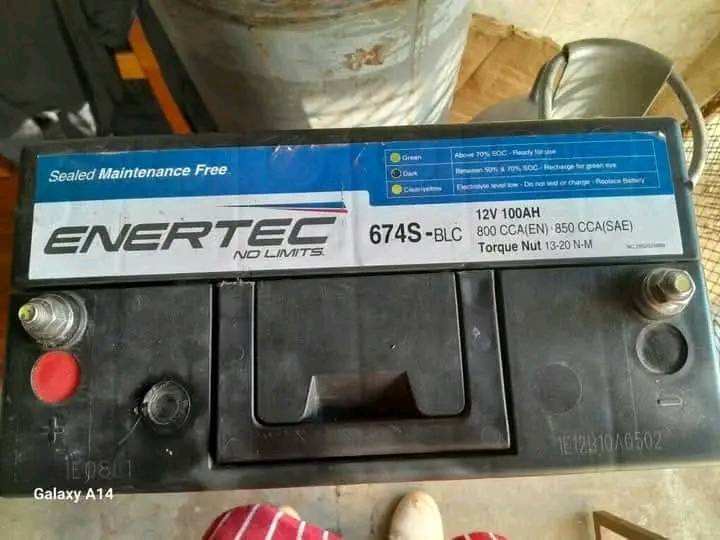 Sealed Maintenance Free
Green Above 70% SOC - Ready for use
Dark Between 50% & 70% SOC - Recharge for green eye
Clear/yellow Electrolyte level low - Do not test or charge - Replace Battery
ENERTEC
NO LIMITS
674S-BLC
12V 100AH
800 CCA(EN) 850 CCA(SAE)
Torque Nut 13-20 N-M
+
1E08L1
1E12B10A0502
Galaxy A14